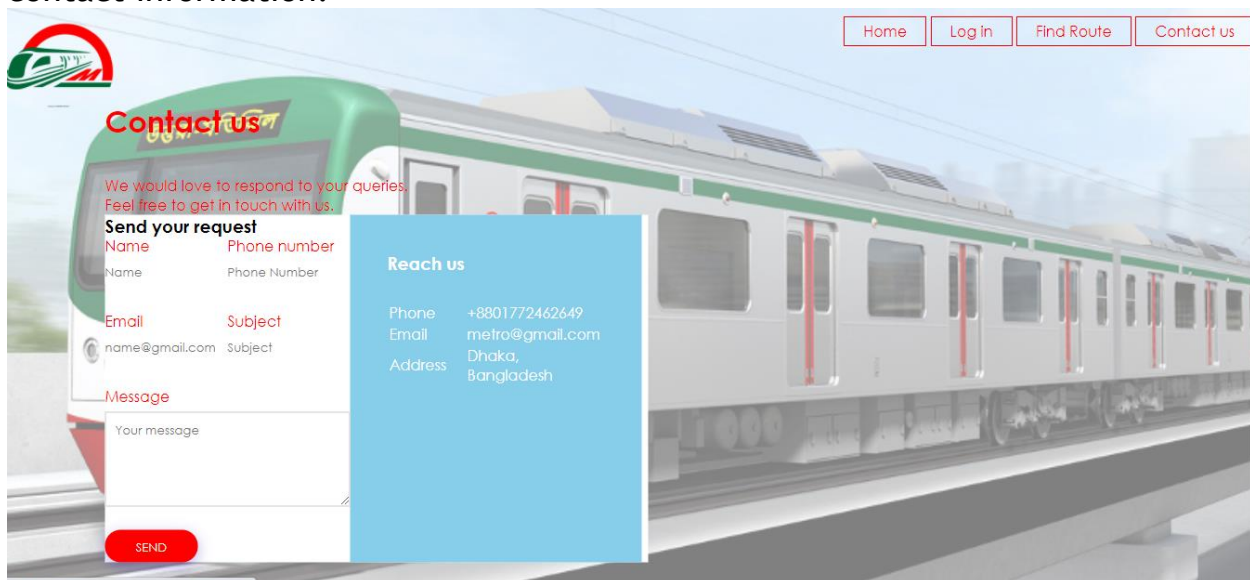 contact information.
Home Log in Find Route Contact us
Contact us
We would love to respond to your queries.
Feel free to get in touch with us.
Send your request
Name Phone number
Name Phone Number
Email Subject
name@gmail.com Subject
Message
Your message
SEND
Reach us
Phone +8801772462649
Email metro@gmail.com
Address Dhaka,
Bangladesh